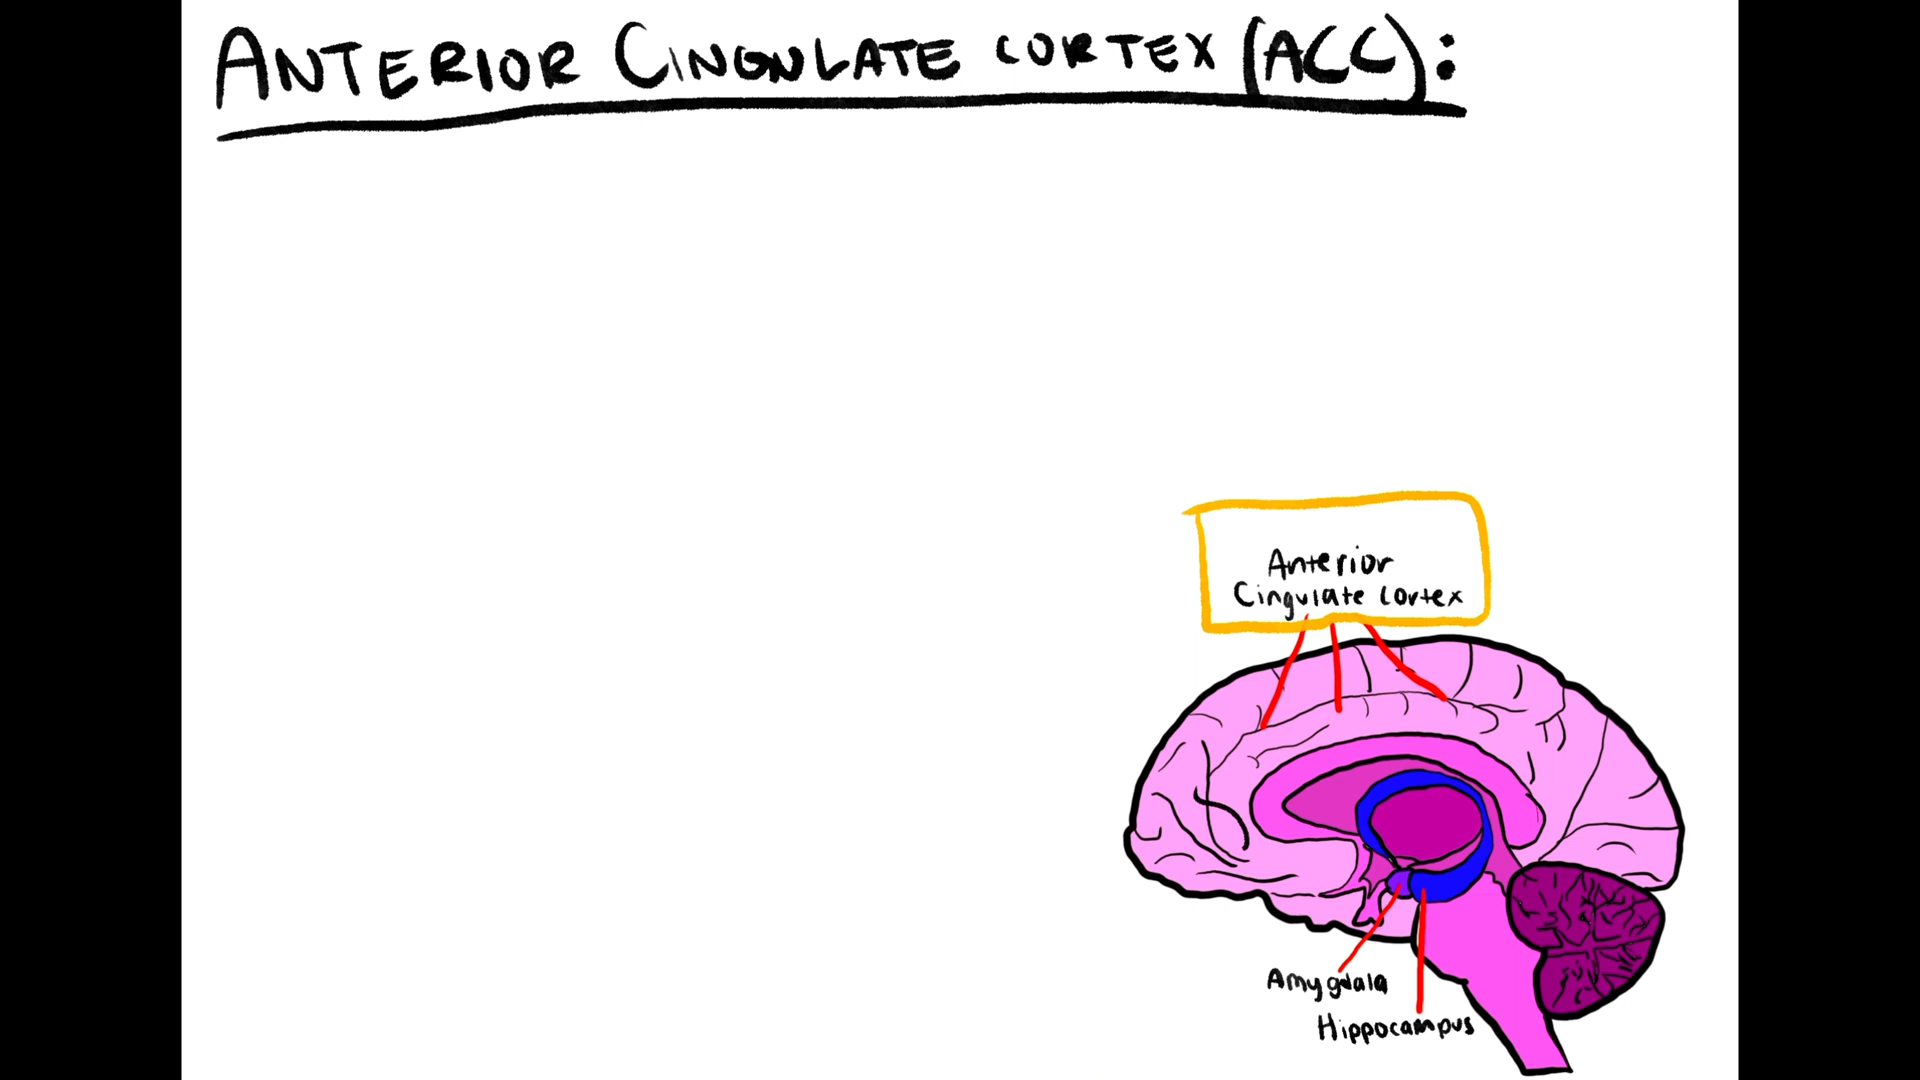 ANTERIOR CINGULATE CORTEX (ACC):
Anterior
Cingulate Cortex
Amygdala
Hippocampus